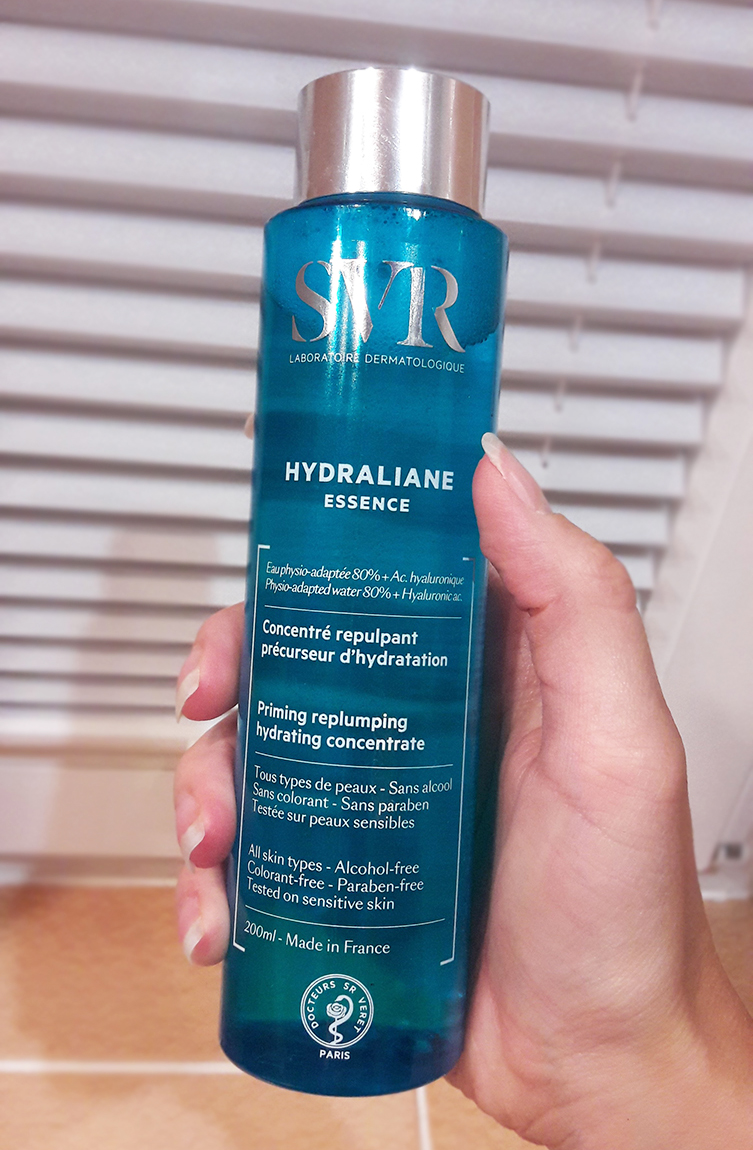 SVR
LABORATOIRE DERMATOLOGIQUE
HYDRALIANE
ESSENCE
Eau physio-adaptée 80% + Ac. hyaluronique
Physio-adapted water 80% + Hyaluronic ac.
Concentré repulpant
précurseur d'hydratation
Priming replumping
hydrating concentrate
Tous types de peaux - Sans alcool
Sans colorant - Sans paraben
Testée sur peaux sensibles
All skin types - Alcohol-free
Colorant-free - Paraben-free
Tested on sensitive skin
200ml - Made in France
DOCTEURS SR VERET
PARIS